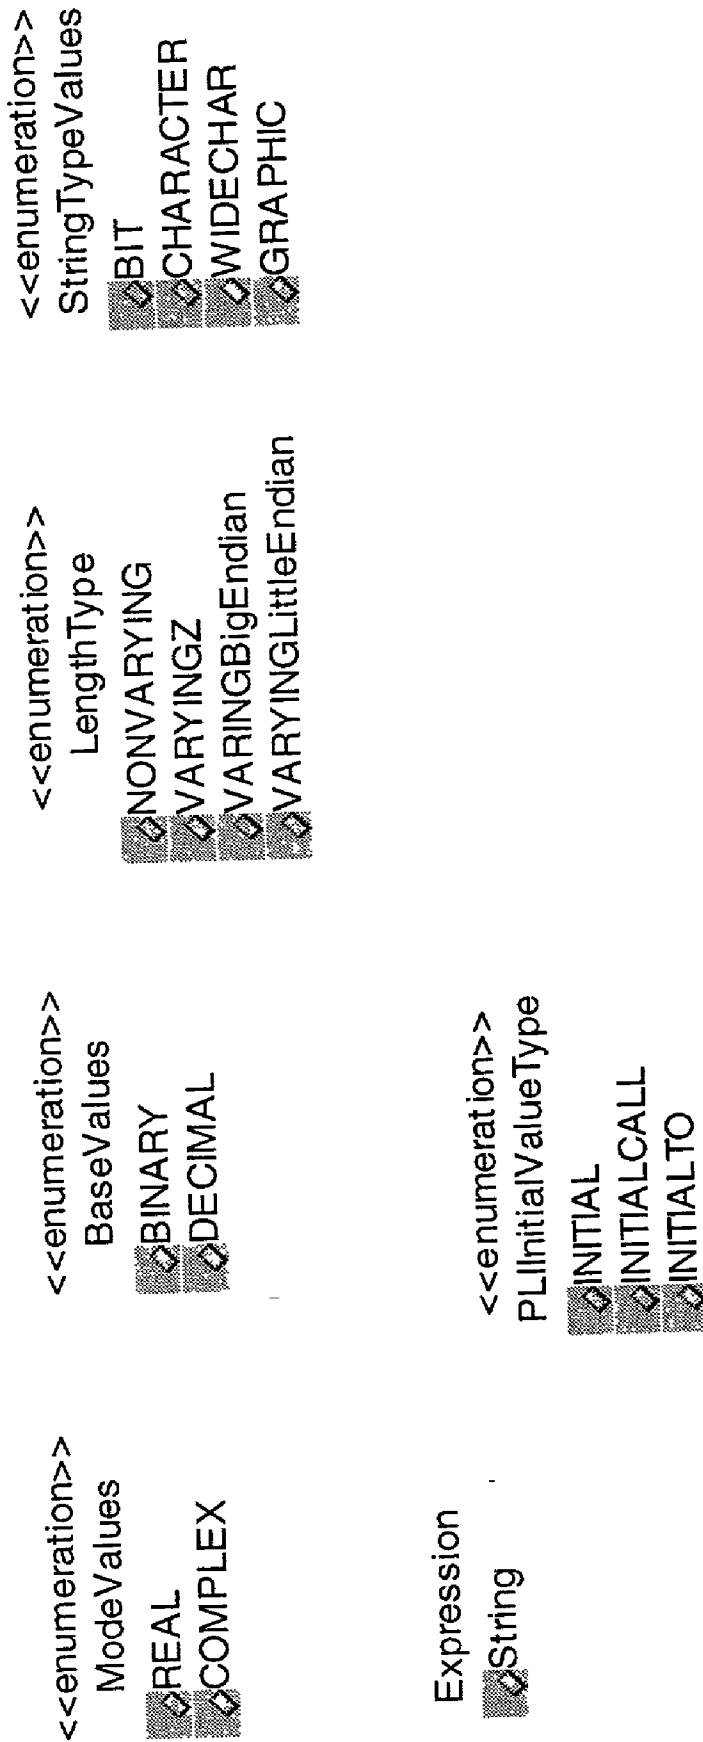 <<enumeration>>
ModeValues
REAL
COMPLEX
<<enumeration>>
BaseValues
BINARY
DECIMAL
<<enumeration>>
LengthType
NONVARYING
VARYINGZ
VARINGBigEndian
VARYINGLittleEndian
<<enumeration>>
StringTypeValues
BIT
CHARACTER
WIDECHAR
GRAPHIC
Expression
String
<<enumeration>>
PLIInitialValueType
INITIAL
INITIALCALL
INITIALTO